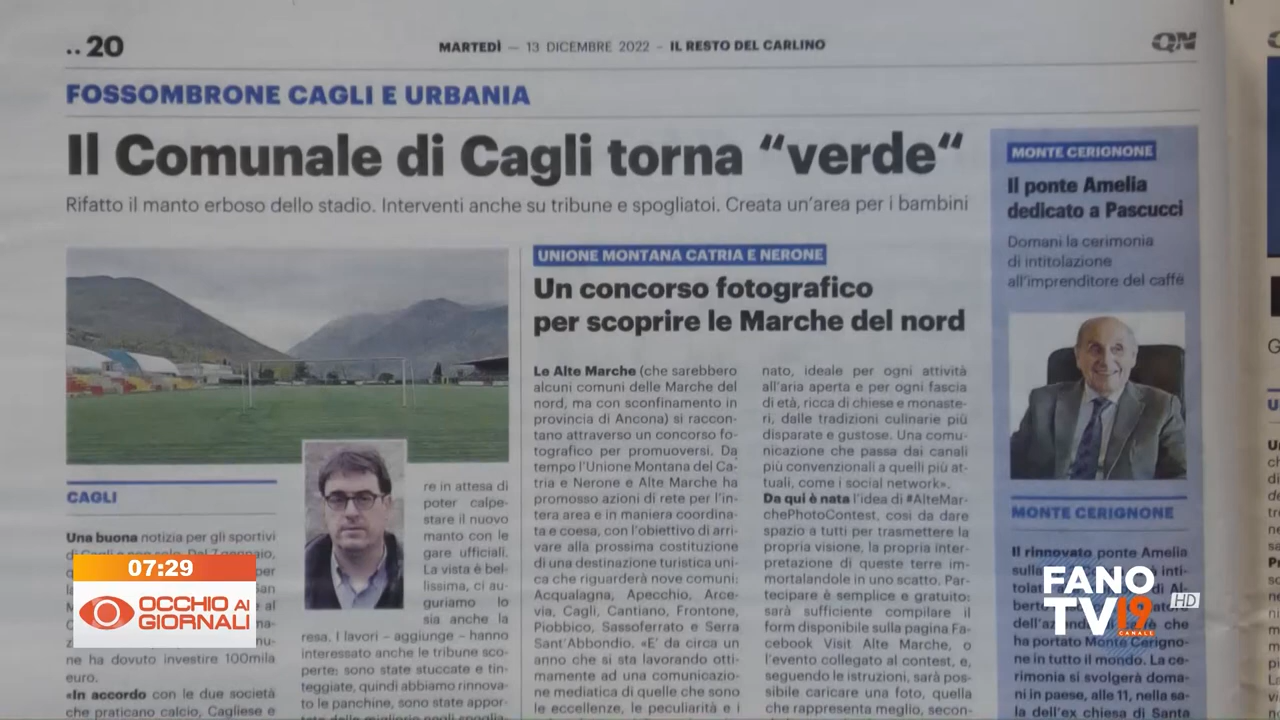 .. 20
MARTEDÌ — 13 DICEMBRE 2022 – IL RESTO DEL CARLINO
QN
FOSSOMBRONE CAGLI E URBANIA
Il Comunale di Cagli torna “verde“
Rifatto il manto erboso dello stadio. Interventi anche su tribune e spogliatoi. Creata un’area per i bambini
CAGLI
Una buona notizia per gli sportivi
ne ha dovuto investire 100mila
euro.
«In accordo con le due società
che praticano calcio, Cagliese e
re in attesa di
poter calpe-
stare il nuovo
manto con le
gare ufficiali.
La vista è bel-
lissima, ci au-
guriamo lo
sia anche la
resa. I lavori – aggiunge – hanno
interessato anche le tribune sco-
perte: sono state stuccate e tin-
teggiate, quindi abbiamo rinnova-
to le panchine, sono state appor-
UNIONE MONTANA CATRIA E NERONE
Un concorso fotografico
per scoprire le Marche del nord
Le Alte Marche (che sarebbero
alcuni comuni delle Marche del
nord, ma con sconfinamento in
provincia di Ancona) si raccon-
tano attraverso un concorso fo-
tografico per promuoversi. Da
tempo l’Unione Montana del Ca-
tria e Nerone e Alte Marche ha
promosso azioni di rete per l’in-
tera area e in maniera coordina-
ta e coesa, con l’obiettivo di arri-
vare alla prossima costituzione
di una destinazione turistica uni-
ca che riguarderà nove comuni:
Acqualagna, Apecchio, Arce-
via, Cagli, Cantiano, Frontone,
Piobbico, Sassoferrato e Serra
Sant’Abbondio. «E’ da circa un
anno che si sta lavorando otti-
mamente ad una comunicazio-
ne mediatica di quelle che sono
le eccellenze, le peculiarità e i
nato, ideale per ogni attività
all’aria aperta e per ogni fascia
di età, ricca di chiese e monaste-
ri, dalle tradizioni culinarie più
disparate e gustose. Una comu-
nicazione che passa dai canali
più convenzionali a quelli più at-
tuali, come i social network».
Da qui è nata l’idea di #AlteMar-
chePhotoContest, così da dare
spazio a tutti per trasmettere la
propria visione, la propria inter-
pretazione di queste terre im-
mortalandole in uno scatto. Par-
tecipare è semplice e gratuito:
sarà sufficiente compilare il
form disponibile sulla pagina Fa-
cebook Visit Alte Marche, o
l’evento collegato al contest, e,
seguendo le istruzioni, sarà pos-
sibile caricare una foto, quella
che rappresenta meglio, secon-
MONTE CERIGNONE
Il ponte Amelia
dedicato a Pascucci
Domani la cerimonia
di intitolazione
all’imprenditore del caffè
MONTE CERIGNONE
Il rinnovato ponte Amelia
ha portato Monte Cerigno-
ne in tutto il mondo. La ce-
rimonia si svolgerà doma-
ni in paese, alle 11, nella sa-
la dell’ex chiesa di Santa
07:29
OCCHIO AI
GIORNALI
FANO
TV 19 HD
CANALE